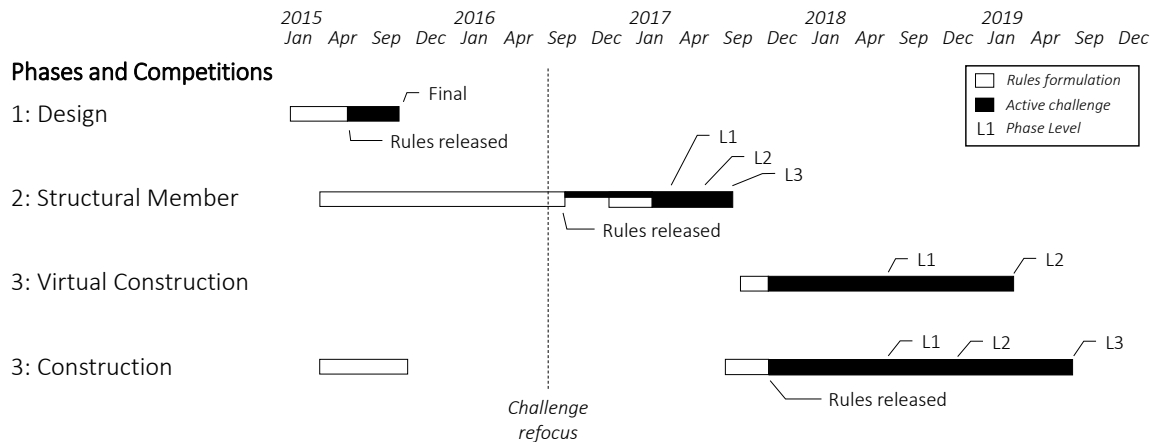 2015 2016 2017 2018 2019
Jan Apr Sep Dec Jan Apr Sep Dec Jan Apr Sep Dec Jan Apr Sep Dec Jan Apr Sep Dec
Phases and Competitions
Rules formulation
Active challenge
L1 Phase Level
1: Design
Final
Rules released
2: Structural Member
L1
L2
L3
Rules released
3: Virtual Construction
L1
L2
3: Construction
L1
L2
L3
Rules released
Challenge
refocus